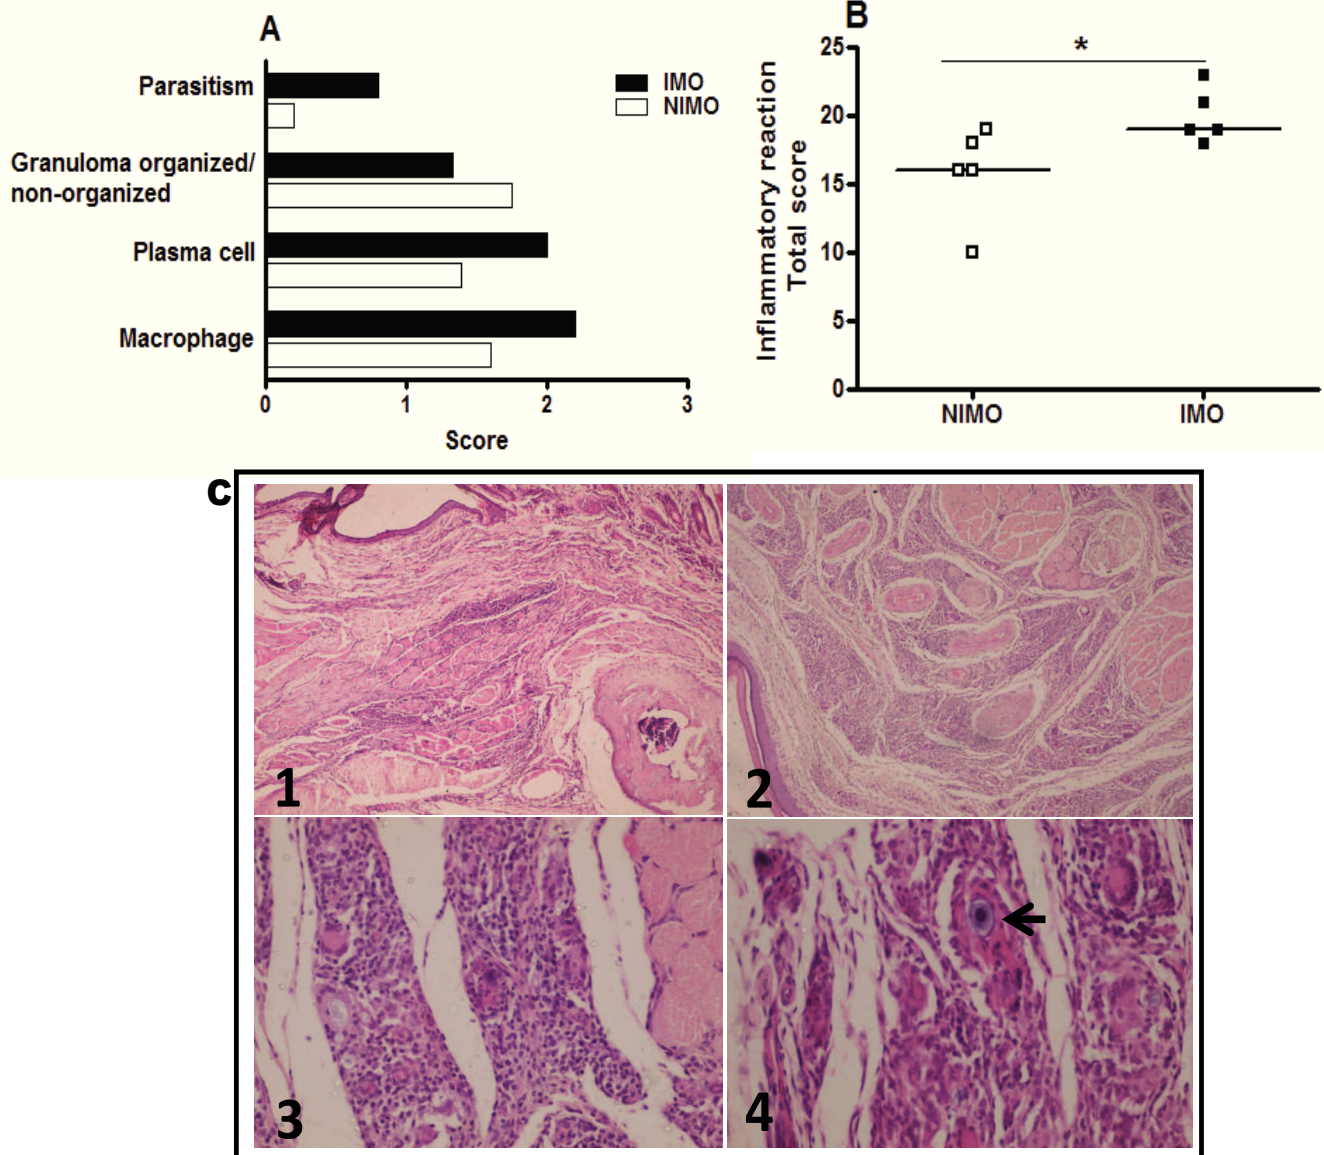 A
Parasitism
Granuloma organized/
non-organized
Plasma cell
Macrophage
IMO
NIMO
0 1 2 3
Score
B
Inflammatory reaction
Total score
25
20
15
10
5
0
*
NIMO IMO
c
1
2
3
4